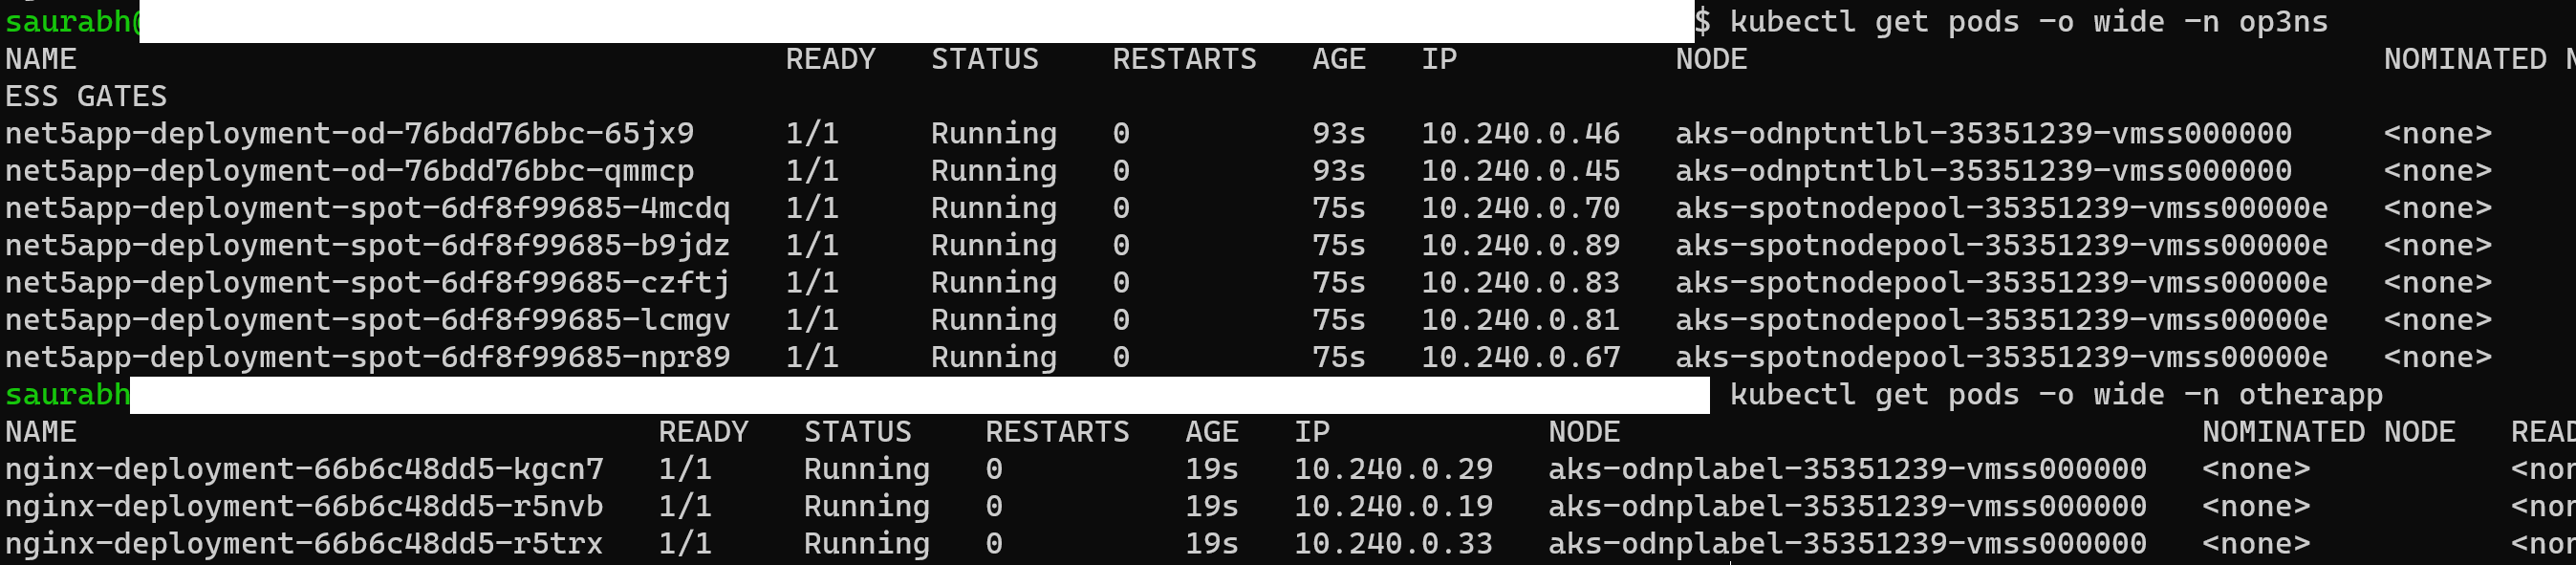 saurabh@ $ kubectl get pods -o wide -n op3ns
NAME READY STATUS RESTARTS AGE IP NODE NOMINATED N
ESS GATES
net5app-deployment-od-76bdd76bbc-65jx9 1/1 Running 0 93s 10.240.0.46 aks-odnptntlbl-35351239-vmss000000 <none>
net5app-deployment-od-76bdd76bbc-qmmcp 1/1 Running 0 93s 10.240.0.45 aks-odnptntlbl-35351239-vmss000000 <none>
net5app-deployment-spot-6df8f99685-4mcdq 1/1 Running 0 75s 10.240.0.70 aks-spotnodepool-35351239-vmss00000e <none>
net5app-deployment-spot-6df8f99685-b9jdz 1/1 Running 0 75s 10.240.0.89 aks-spotnodepool-35351239-vmss00000e <none>
net5app-deployment-spot-6df8f99685-czftj 1/1 Running 0 75s 10.240.0.83 aks-spotnodepool-35351239-vmss00000e <none>
net5app-deployment-spot-6df8f99685-lcmgv 1/1 Running 0 75s 10.240.0.81 aks-spotnodepool-35351239-vmss00000e <none>
net5app-deployment-spot-6df8f99685-npr89 1/1 Running 0 75s 10.240.0.67 aks-spotnodepool-35351239-vmss00000e <none>
saurabh kubectl get pods -o wide -n otherapp
NAME READY STATUS RESTARTS AGE IP NODE NOMINATED NODE READ
nginx-deployment-66b6c48dd5-kgcn7 1/1 Running 0 19s 10.240.0.29 aks-odnplabel-35351239-vmss000000 <none> <non
nginx-deployment-66b6c48dd5-r5nvb 1/1 Running 0 19s 10.240.0.19 aks-odnplabel-35351239-vmss000000 <none> <non
nginx-deployment-66b6c48dd5-r5trx 1/1 Running 0 19s 10.240.0.33 aks-odnplabel-35351239-vmss000000 <none> <non